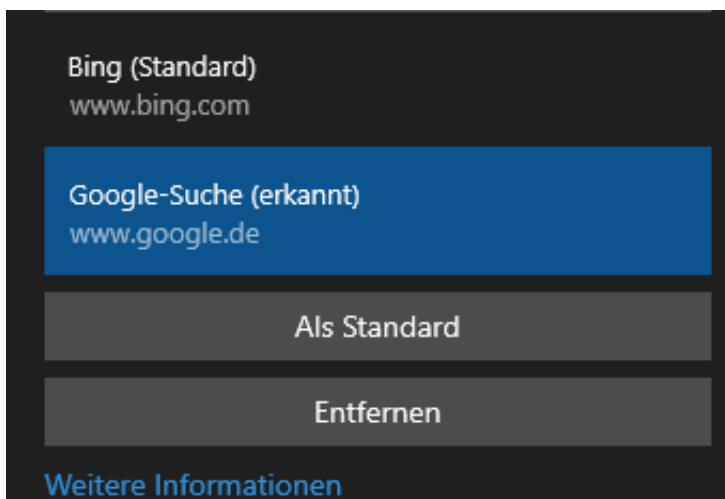 Bing (Standard)
www.bing.com
Google-Suche (erkannt)
www.google.de
Als Standard
Entfernen
Weitere Informationen